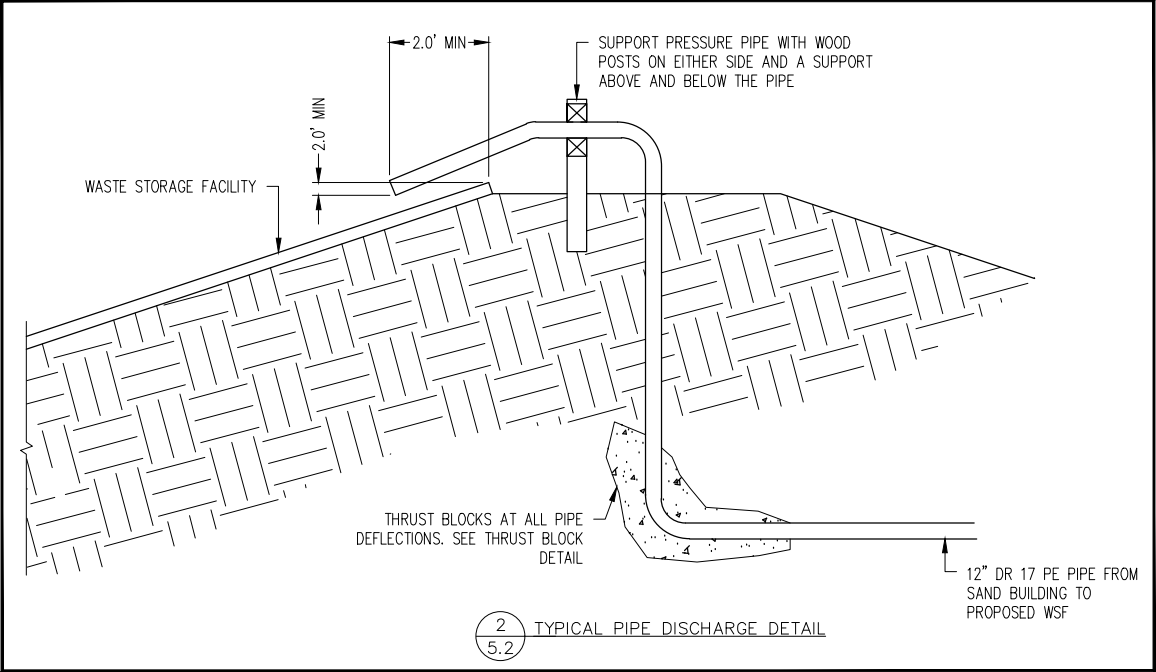 2.0' MIN
SUPPORT PRESSURE PIPE WITH WOOD
POSTS ON EITHER SIDE AND A SUPPORT
ABOVE AND BELOW THE PIPE
2.0' MIN
WASTE STORAGE FACILITY
THRUST BLOCKS AT ALL PIPE
DEFLECTIONS. SEE THRUST BLOCK
DETAIL
12" DR 17 PE PIPE FROM
SAND BUILDING TO
PROPOSED WSF
2
5.2
TYPICAL PIPE DISCHARGE DETAIL